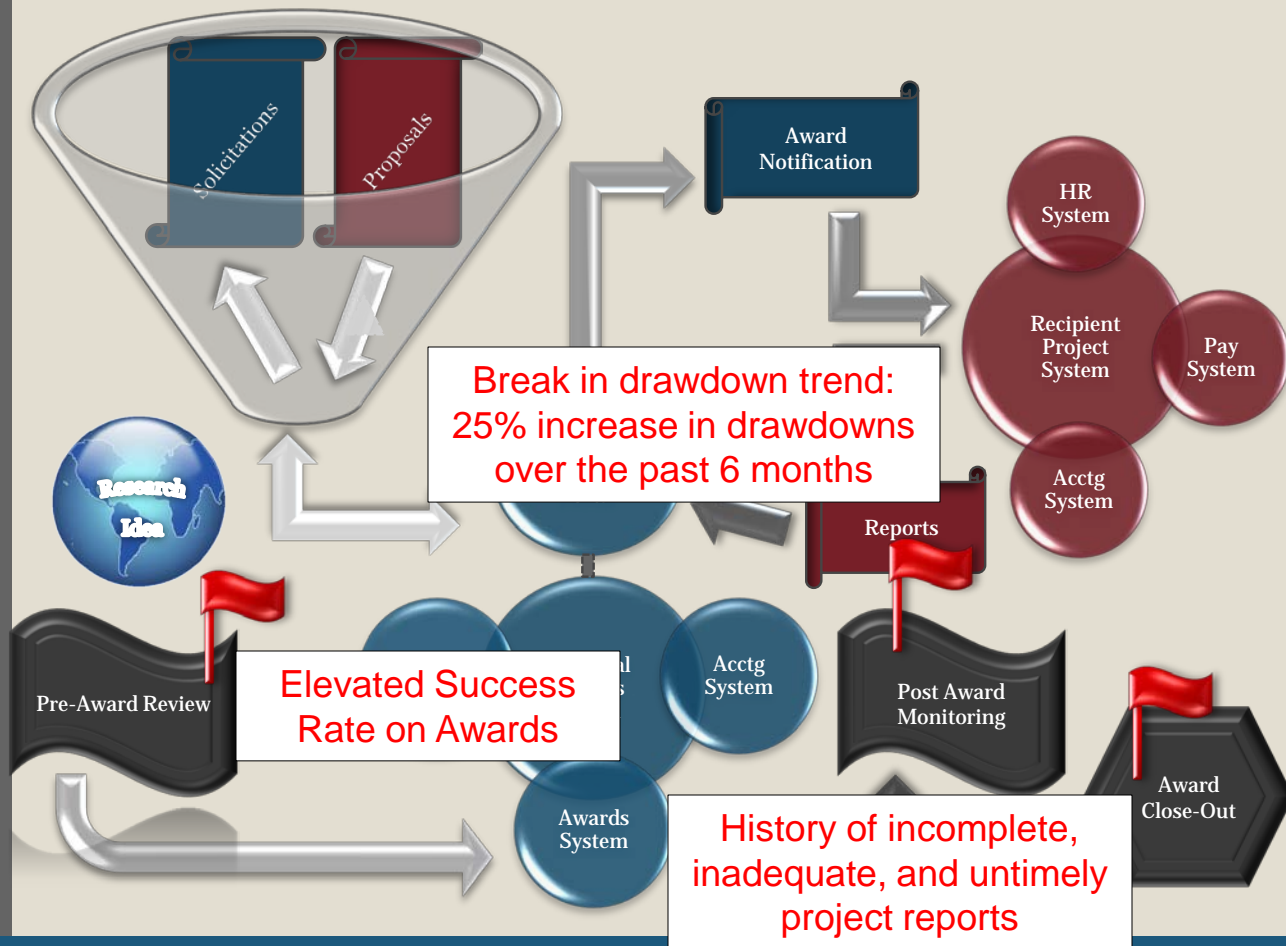 Solicitations
Proposals
Award
Notification
HR
System
Recipient
Project
System
Pay
System
Acctg
System
Break in drawdown trend:
25% increase in drawdowns
over the past 6 months
Research
Idea
Reports
Pre-Award Review
Elevated Success
Rate on Awards
Acctg
System
Post Award
Monitoring
Award
Close-Out
Awards
System
History of incomplete,
inadequate, and untimely
project reports